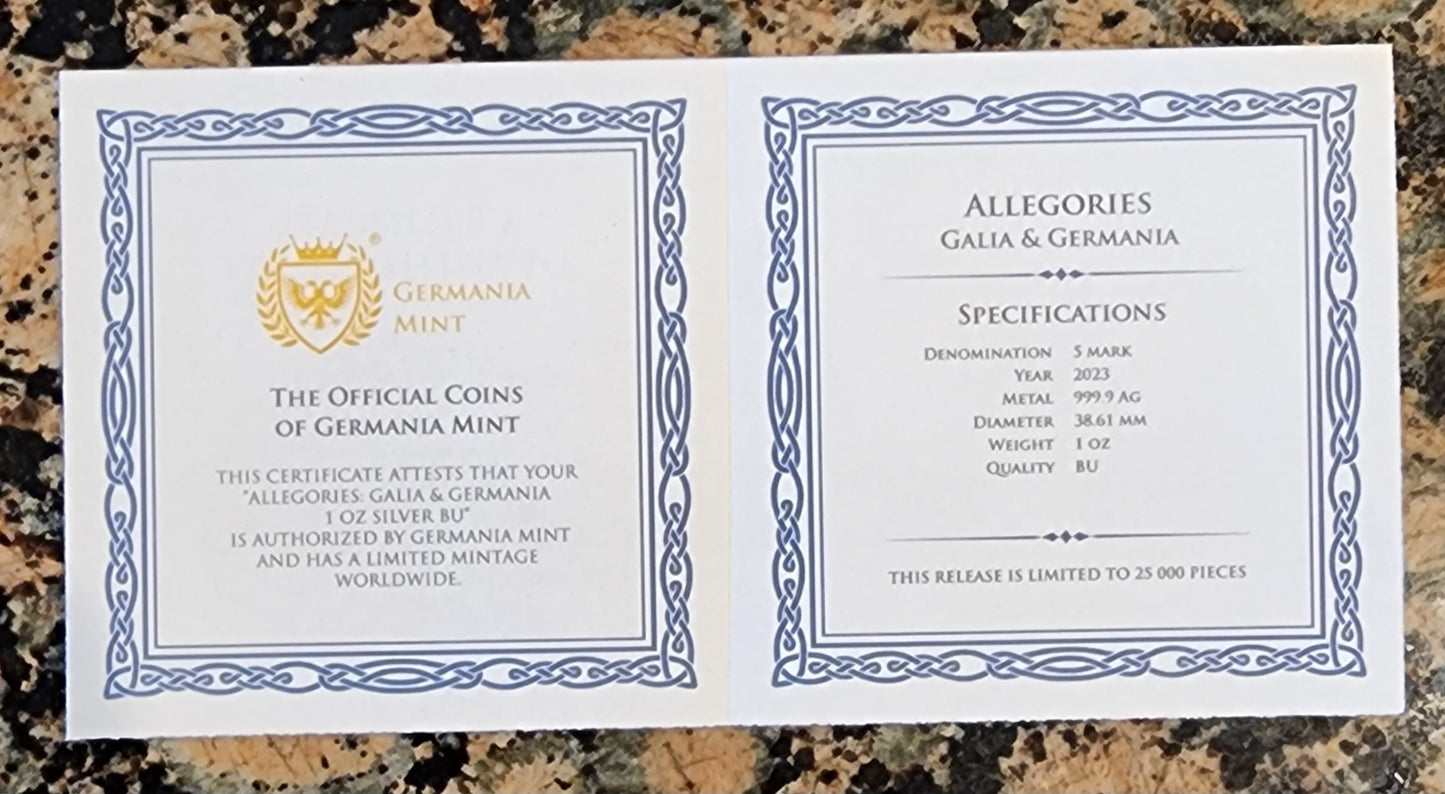 ®
GERMANIA
MINT
THE OFFICIAL COINS
OF GERMANIA MINT
THIS CERTIFICATE ATTESTS THAT YOUR
"ALLEGORIES: GALIA & GERMANIA
1 OZ SILVER BU"
IS AUTHORIZED BY GERMANIA MINT
AND HAS A LIMITED MINTAGE
WORLDWIDE.
ALLEGORIES
GALIA & GERMANIA
SPECIFICATIONS
DENOMINATION 5 MARK
YEAR 2023
METAL 999.9 AG
DIAMETER 38.61 MM
WEIGHT 1 OZ
QUALITY BU
THIS RELEASE IS LIMITED TO 25 000 PIECES